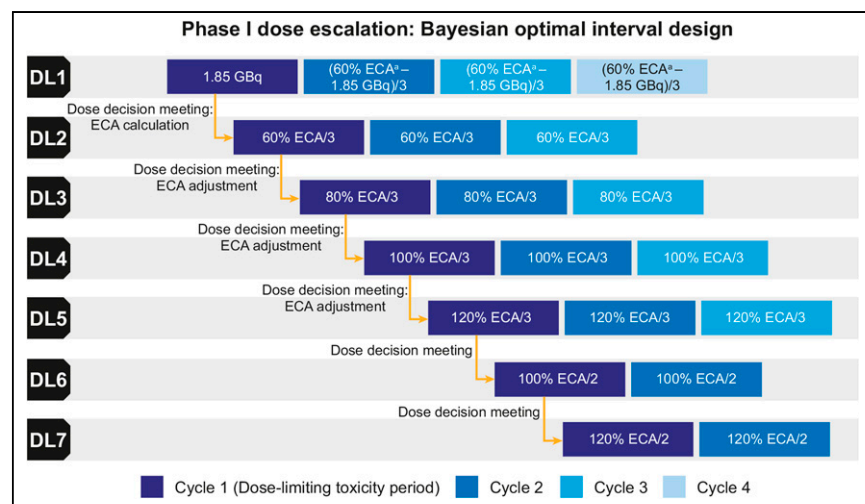 Phase I dose escalation: Bayesian optimal interval design
DL1
1.85 GBq
(60% ECAᵃ–
1.85 GBq)/3
(60% ECAᵃ–
1.85 GBq)/3
(60% ECAᵃ–
1.85 GBq)/3
Dose decision meeting:
ECA calculation
DL2
60% ECA/3
60% ECA/3
60% ECA/3
Dose decision meeting:
ECA adjustment
DL3
80% ECA/3
80% ECA/3
80% ECA/3
Dose decision meeting:
ECA adjustment
DL4
100% ECA/3
100% ECA/3
100% ECA/3
Dose decision meeting:
ECA adjustment
DL5
120% ECA/3
120% ECA/3
120% ECA/3
Dose decision meeting
DL6
100% ECA/2
100% ECA/2
Dose decision meeting
DL7
120% ECA/2
120% ECA/2
Cycle 1 (Dose-limiting toxicity period)
Cycle 2
Cycle 3
Cycle 4